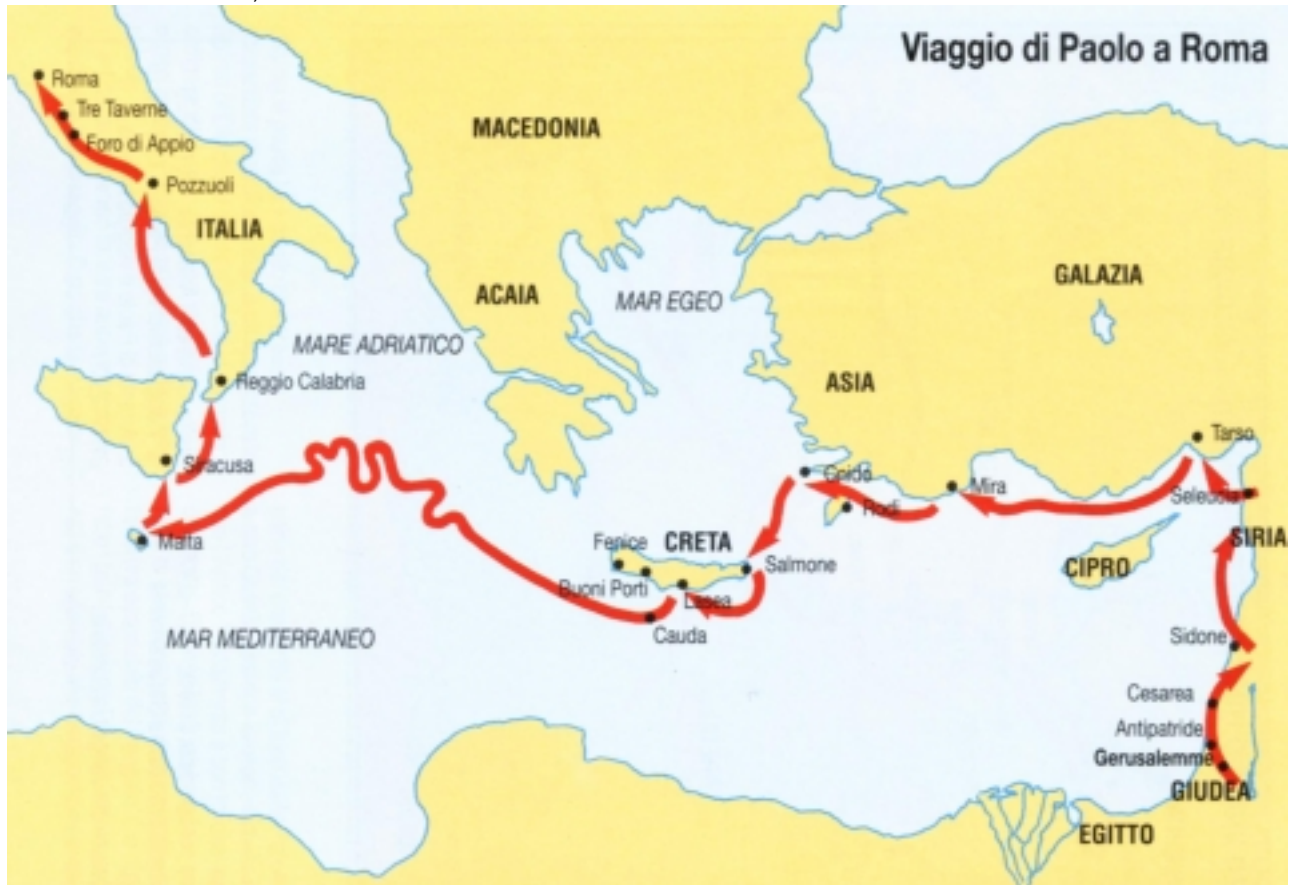 Viaggio di Paolo a Roma
Roma
Tre Taverne
Foro di Appio
Pozzuoli
ITALIA
MACEDONIA
ACAIA
MAR EGEO
MARE ADRIATICO
GALAZIA
ASIA
Reggio Calabria
Siracusa
Malta
Tarso
Seleucia
SIRIA
Mira
Cnido
Rodi
CIPRO
Fenice
CRETA
Salmone
Buoni Porti
Lasea
Cauda
MAR MEDITERRANEO
Sidone
Cesarea
Antipatride
Gerusalemme
GIUDEA
EGITTO